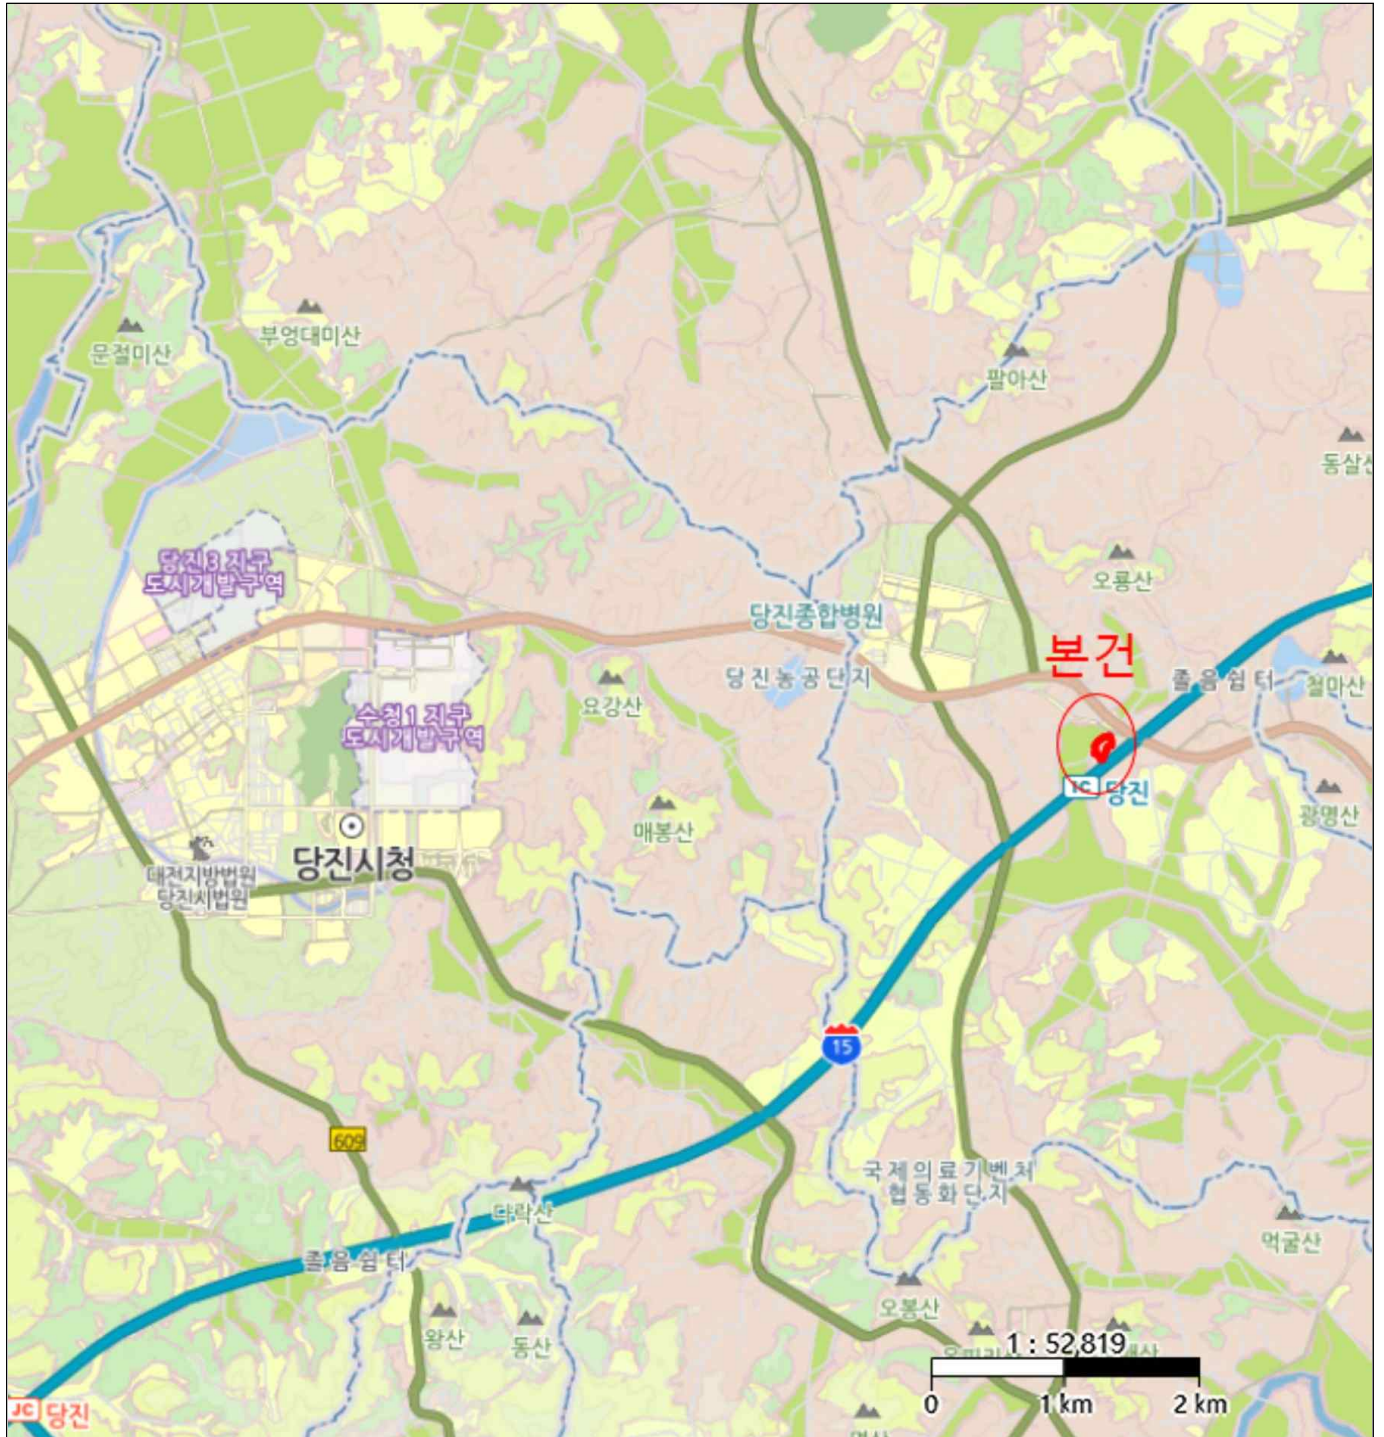 부엉대미산
문절미산
팔아산
동살산
당진3 지구
도시개발구역
오룡산
당진종합병원
본건
당진농공단지
졸음쉼터
철마산
요강산
수청1 지구
도시개발구역
IC 당진
매봉산
광명산
당진시청
대전지방법원
당진시법원
15
609
국제의료기벤처
협동화단지
다락산
먹굴산
졸음쉼터
오봉산
왕산
동산
1 : 52,819
JC 당진
0 1 km 2 km